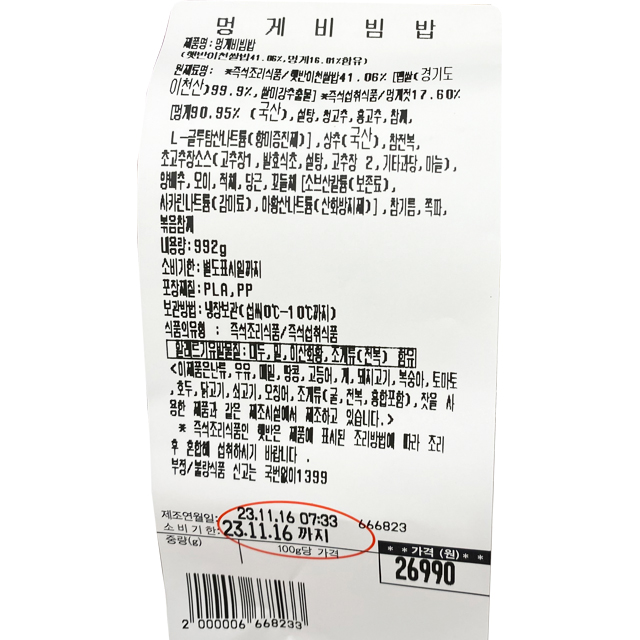 멍게비빔밥
제품명:멍게비빔밥
(햇반이천쌀밥41.06%,멍게16.01%함유)
원재료명: *즉석조리식품/햇반이천쌀밥41.06% [멥쌀(경기도
이천산)99.9%,쌀미강추출물] *즉석섭취식품/멍게젓17.60%
[멍게90.95% (국산),설탕,청고추,홍고추,참깨,
L-글루탐산나트륨(향미증진제)],상추(국산),참전복,
초고추장소스(고추장1,발효식초,설탕,고추장 2,기타과당,마늘),
양배추,오이,적채,당근,꼬들채[소브산칼륨(보존료),
사카린나트륨(감미료),아황산나트륨(산화방지제)],참기름,쪽파,
볶음참깨
내용량:992g
소비기한:별도표시일까지
포장재질:PLA,PP
보관방법:냉장보관(섭씨0℃-10℃까지)
식품의유형 : 즉석조리식품/즉석섭취식품
알레르기유발물질:대두,밀,이산화황,조개류(전복) 함유
<이제품은난류,우유,메밀,땅콩,고등어,게,돼지고기,복숭아,토마토
,호두,닭고기,쇠고기,오징어,조개류(굴,전복,홍합포함),잣을 사
용한 제품과 같은 제조시설에서 제조하고 있습니다.>
* 즉석조리식품인 햇반은 제품에 표시된 조리방법에 따라 조리
후 혼합해 섭취하시기 바랍니다 .
부정/불량식품 신고는 국번없이1399
제조연월일: 23.11.16 07:33 666823
소비기한: 23.11.16 까지
중량(g) 100g당 가격 **가격(원)**
26990
2 000006 668233